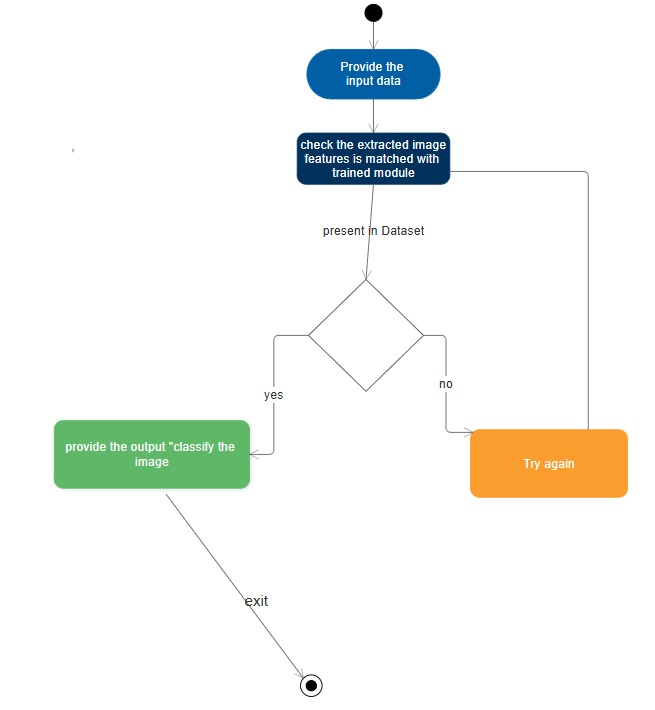 Provide the
input data
check the extracted image
features is matched with
trained module
present in Dataset
yes
no
provide the output "classify the
image
Try again
exit